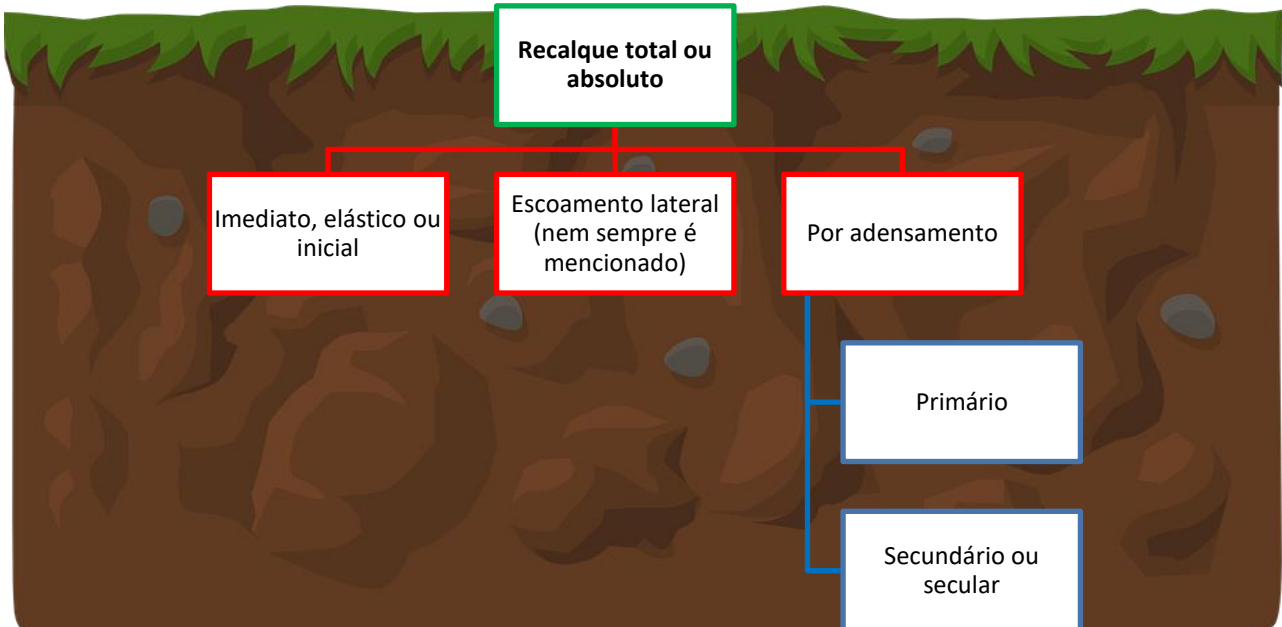 Recalque total ou
absoluto
Imediato, elástico ou
inicial
Escoamento lateral
(nem sempre é
mencionado)
Por adensamento
Primário
Secundário ou
secular